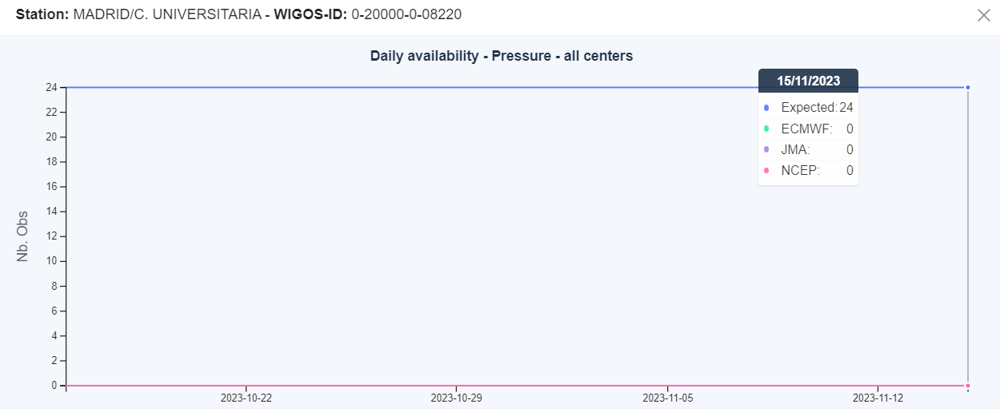 Station: MADRID/C. UNIVERSITARIA - WIGOS-ID: 0-20000-0-08220
Daily availability - Pressure - all centers
15/11/2023
Expected: 24
ECMWF: 0
JMA: 0
NCEP: 0
Nb. Obs
24
22
20
18
16
14
12
10
8
6
4
2
0
2023-10-22 2023-10-29 2023-11-05 2023-11-12